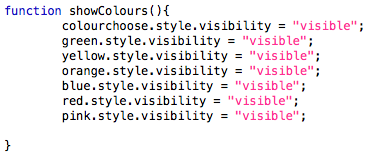 function showColours(){
        colourchoose.style.visibility = "visible";
        green.style.visibility = "visible";
        yellow.style.visibility = "visible";
        orange.style.visibility = "visible";
        blue.style.visibility = "visible";
        red.style.visibility = "visible";
        pink.style.visibility = "visible";

}